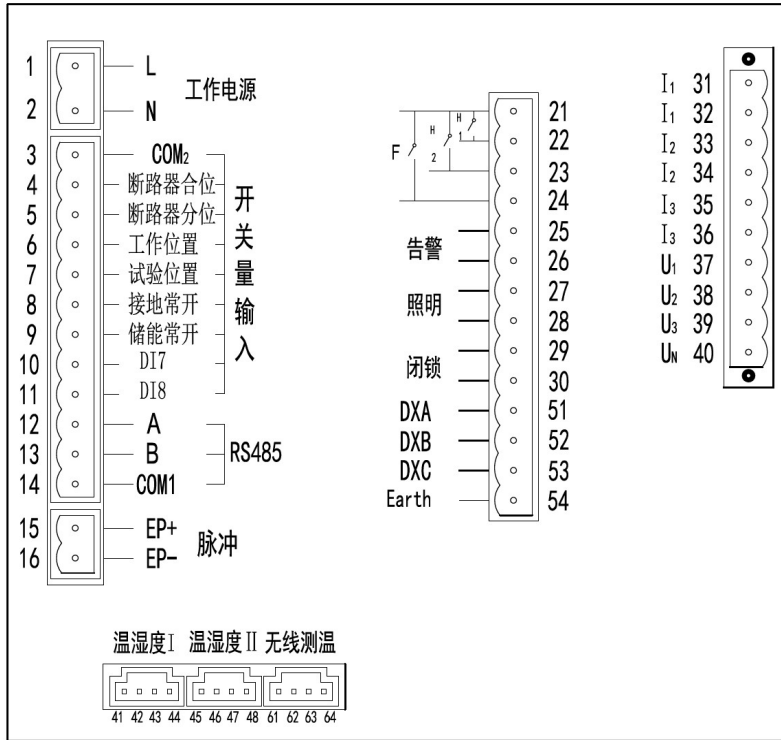 1 L
工作电源
2 N
3 COM₂
4 断路器合位
5 断路器分位
6 工作位置
7 试验位置
8 接地常开
9 储能常开
10 DI7
11 DI8
开关量输入
12 A
13 B
14 COM1
RS485
15 EP+
16 EP-
脉冲
F
H
2
H
1
21
22
23
24
25
告警
26
27
照明
28
29
闭锁
30
DXA 51
DXB 52
DXC 53
Earth 54
I₁ 31
I₁ 32
I₂ 33
I₂ 34
I₃ 35
I₃ 36
U₁ 37
U₂ 38
U₃ 39
Uɴ 40
温湿度Ⅰ 温湿度Ⅱ 无线测温
41 42 43 44 45 46 47 48 61 62 63 64